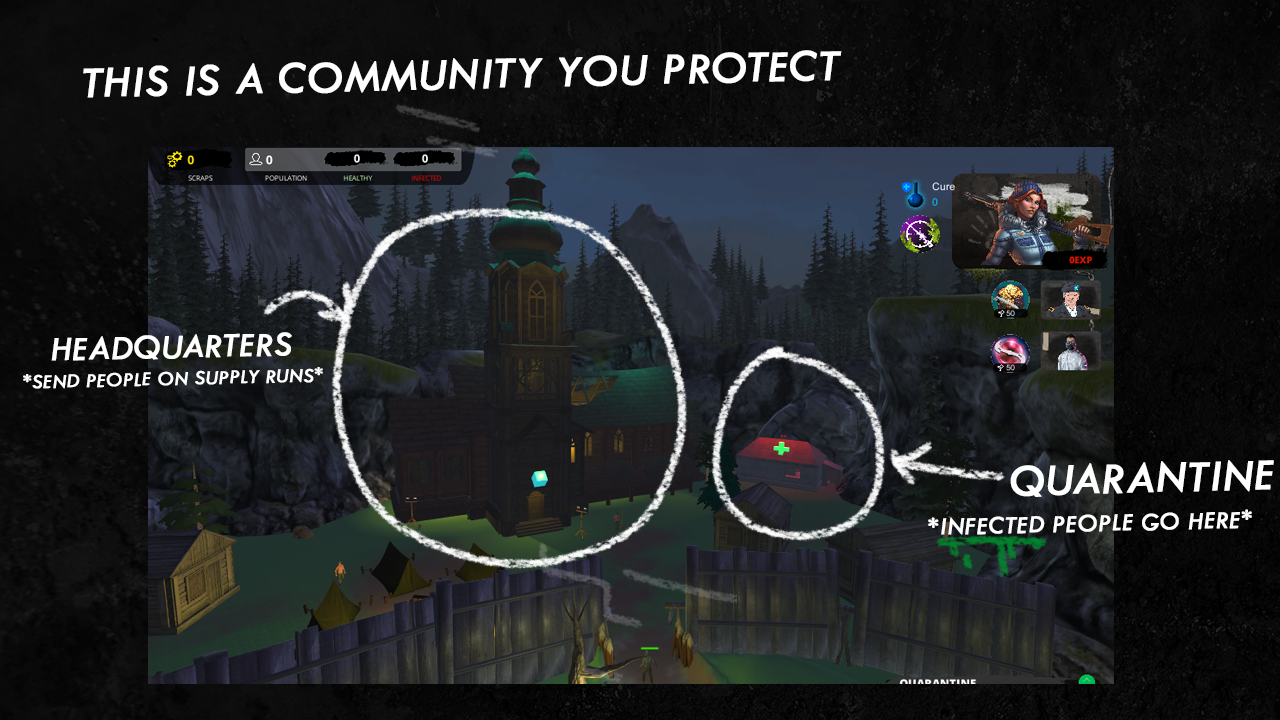 THIS IS A COMMUNITY YOU PROTECT
0
SCRAPS
0
POPULATION
0
HEALTHY
0
INFECTED
Cure
0
0EXP
50
50
HEADQUARTERS
*SEND PEOPLE ON SUPPLY RUNS*
QUARANTINE
*INFECTED PEOPLE GO HERE*
QUARANTINE